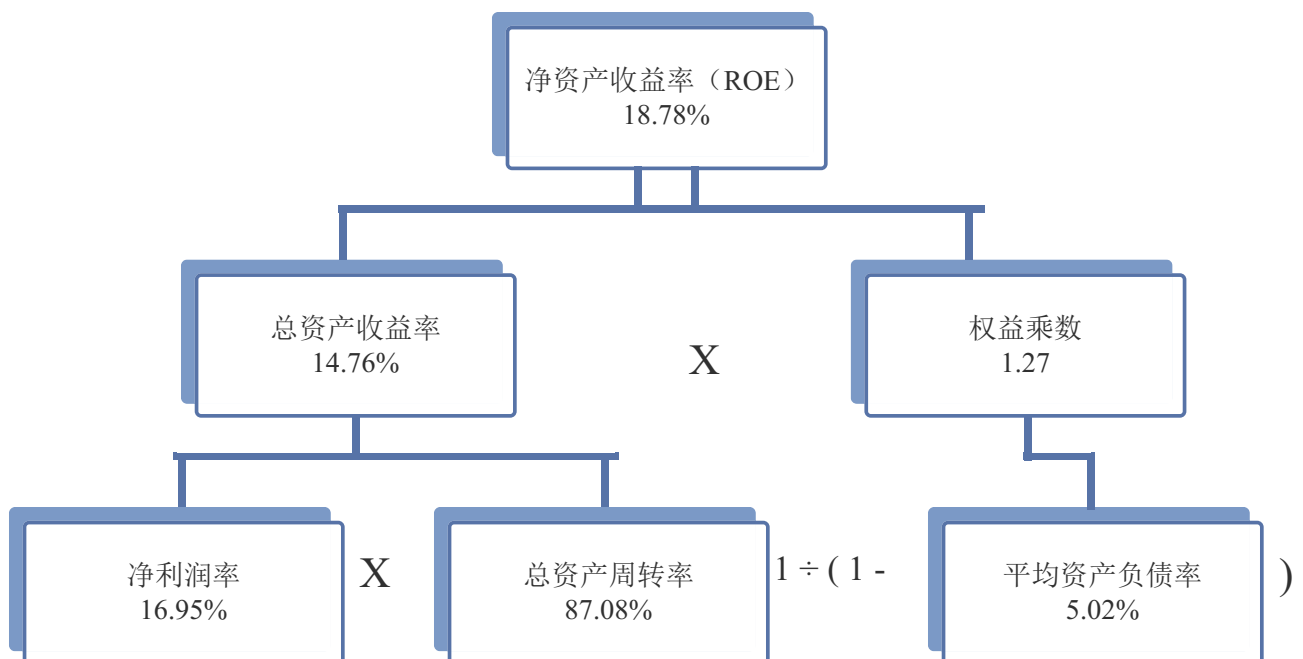 净资产收益率（ROE）
18.78%
总资产收益率
14.76%
X
权益乘数
1.27
净利润率
16.95%
X
总资产周转率
87.08%
1 ÷ ( 1 -
平均资产负债率
5.02%
)